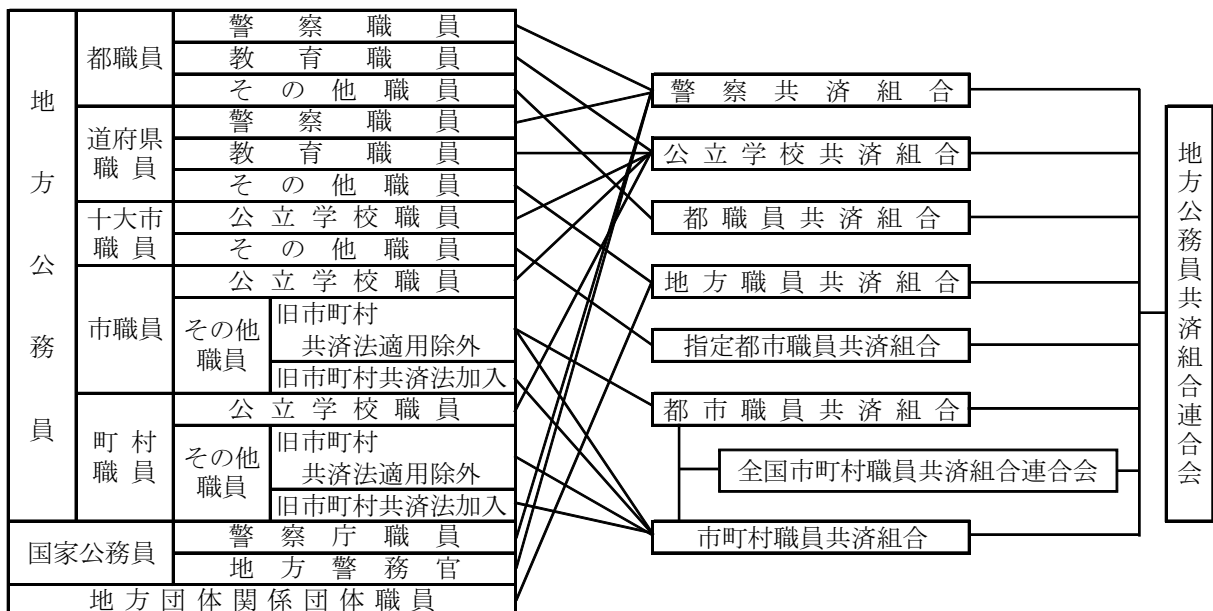 地方公務員
都職員
警察職員
教育職員
その他職員
道府県
職員
警察職員
教育職員
その他職員
十大市
職員
公立学校職員
その他職員
市職員
公立学校職員
その他
職員
旧市町村
共済法適用除外
旧市町村共済法加入
町村
職員
公立学校職員
その他
職員
旧市町村
共済法適用除外
旧市町村共済法加入
国家公務員
警察庁職員
地方警務官
地方団体関係団体職員
警察共済組合
公立学校共済組合
都職員共済組合
地方職員共済組合
指定都市職員共済組合
都市職員共済組合
全国市町村職員共済組合連合会
市町村職員共済組合
地方公務員共済組合連合会